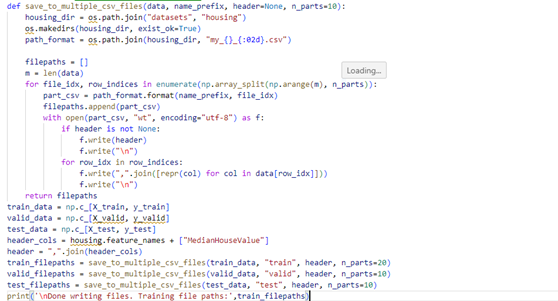 def save_to_multiple_csv_files(data, name_prefix, header=None, n_parts=10):
    housing_dir = os.path.join("datasets", "housing")
    os.makedirs(housing_dir, exist_ok=True)
    path_format = os.path.join(housing_dir, "my_{}_{:02d}.csv")

    filepaths = []
    m = len(data)
Loading...
    for file_idx, row_indices in enumerate(np.array_split(np.arange(m), n_parts)):
        part_csv = path_format.format(name_prefix, file_idx)
        filepaths.append(part_csv)
        with open(part_csv, "wt", encoding="utf-8") as f:
            if header is not None:
                f.write(header)
                f.write("\n")
            for row_idx in row_indices:
                f.write(",".join([repr(col) for col in data[row_idx]]))
                f.write("\n")
    return filepaths
train_data = np.c_[X_train, y_train]
valid_data = np.c_[X_valid, y_valid]
test_data = np.c_[X_test, y_test]
header_cols = housing.feature_names + ["MedianHouseValue"]
header = ",".join(header_cols)
train_filepaths = save_to_multiple_csv_files(train_data, "train", header, n_parts=20)
valid_filepaths = save_to_multiple_csv_files(valid_data, "valid", header, n_parts=10)
test_filepaths = save_to_multiple_csv_files(test_data, "test", header, n_parts=10)
print('\nDone writing files. Training file paths:',train_filepaths)